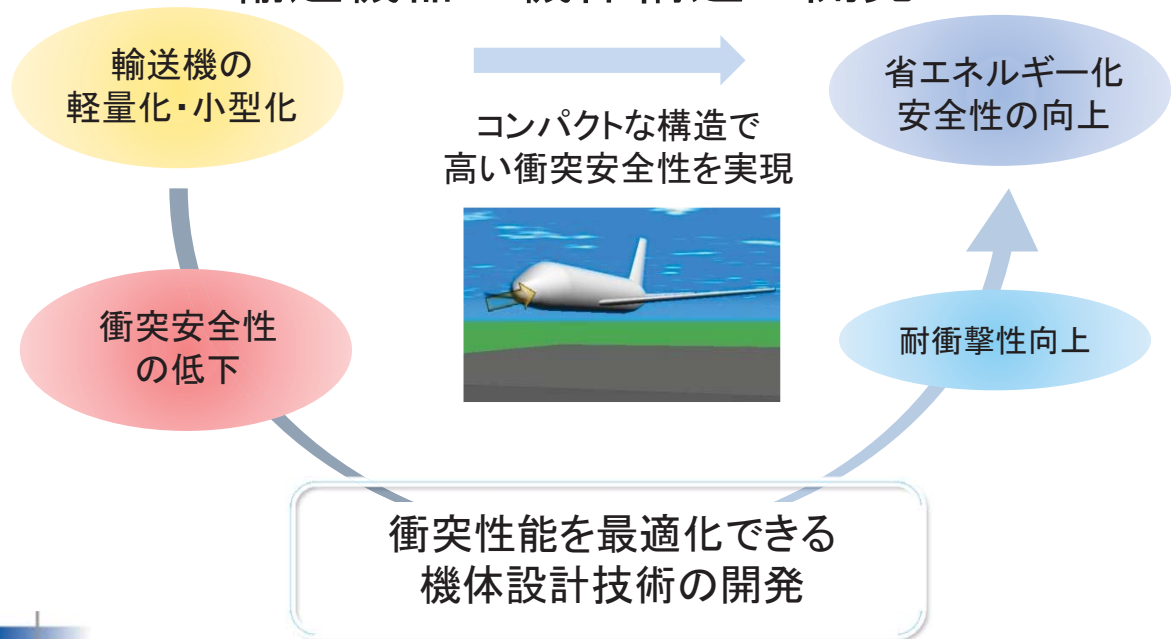 輸送機の
軽量化・小型化
コンパクトな構造で
高い衝突安全性を実現
省エネルギー化
安全性の向上
衝突安全性
の低下
耐衝撃性向上
衝突性能を最適化できる
機体設計技術の開発